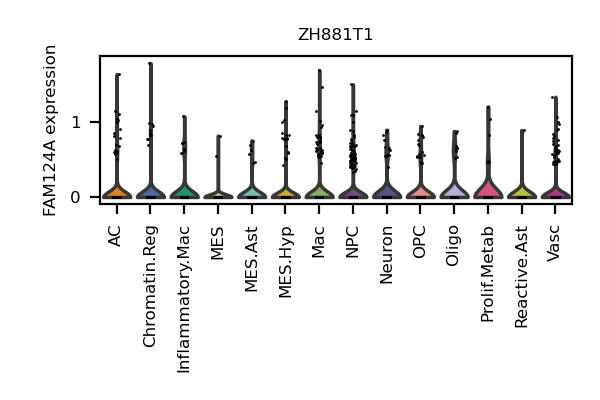 ZH881T1
FAM124A expression
1
0
AC
Chromatin.Reg
Inflammatory.Mac
MES
MES.Ast
MES.Hyp
Mac
NPC
Neuron
OPC
Oligo
Prolif.Metab
Reactive.Ast
Vasc